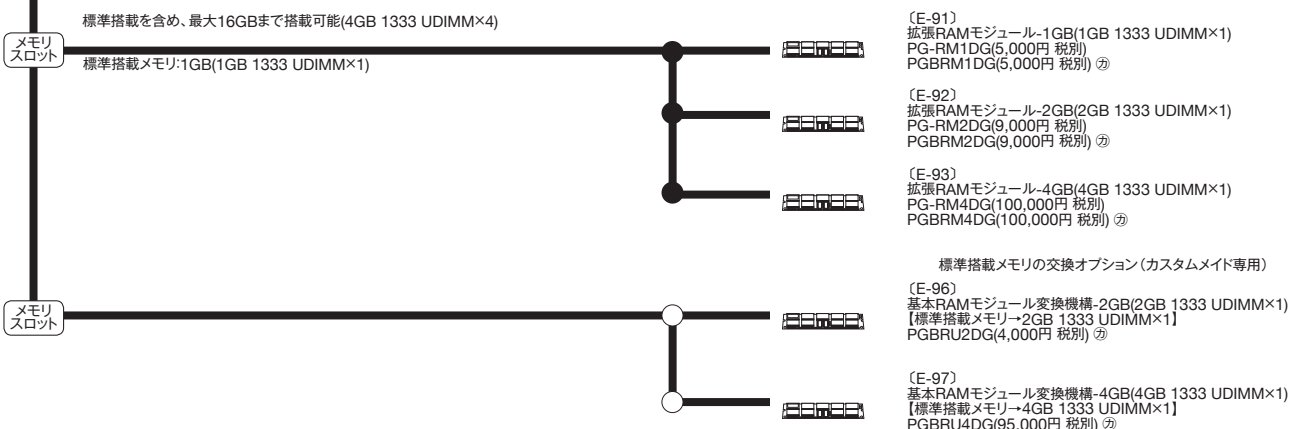 標準搭載を含め、最大16GBまで搭載可能(4GB 1333 UDIMM×4)
メモリ
スロット
標準搭載メモリ:1GB(1GB 1333 UDIMM×1)
〔E-91〕
拡張RAMモジュール-1GB(1GB 1333 UDIMM×1)
PG-RM1DG(5,000円 税別)
PGBRM1DG(5,000円 税別) ㋕
〔E-92〕
拡張RAMモジュール-2GB(2GB 1333 UDIMM×1)
PG-RM2DG(9,000円 税別)
PGBRM2DG(9,000円 税別) ㋕
〔E-93〕
拡張RAMモジュール-4GB(4GB 1333 UDIMM×1)
PG-RM4DG(100,000円 税別)
PGBRM4DG(100,000円 税別) ㋕
標準搭載メモリの交換オプション(カスタムメイド専用)
メモリ
スロット
〔E-96〕
基本RAMモジュール変換機構-2GB(2GB 1333 UDIMM×1)
【標準搭載メモリ→2GB 1333 UDIMM×1】
PGBRU2DG(4,000円 税別) ㋕
〔E-97〕
基本RAMモジュール変換機構-4GB(4GB 1333 UDIMM×1)
【標準搭載メモリ→4GB 1333 UDIMM×1】
PGBRU4DG(95,000円 税別) ㋕